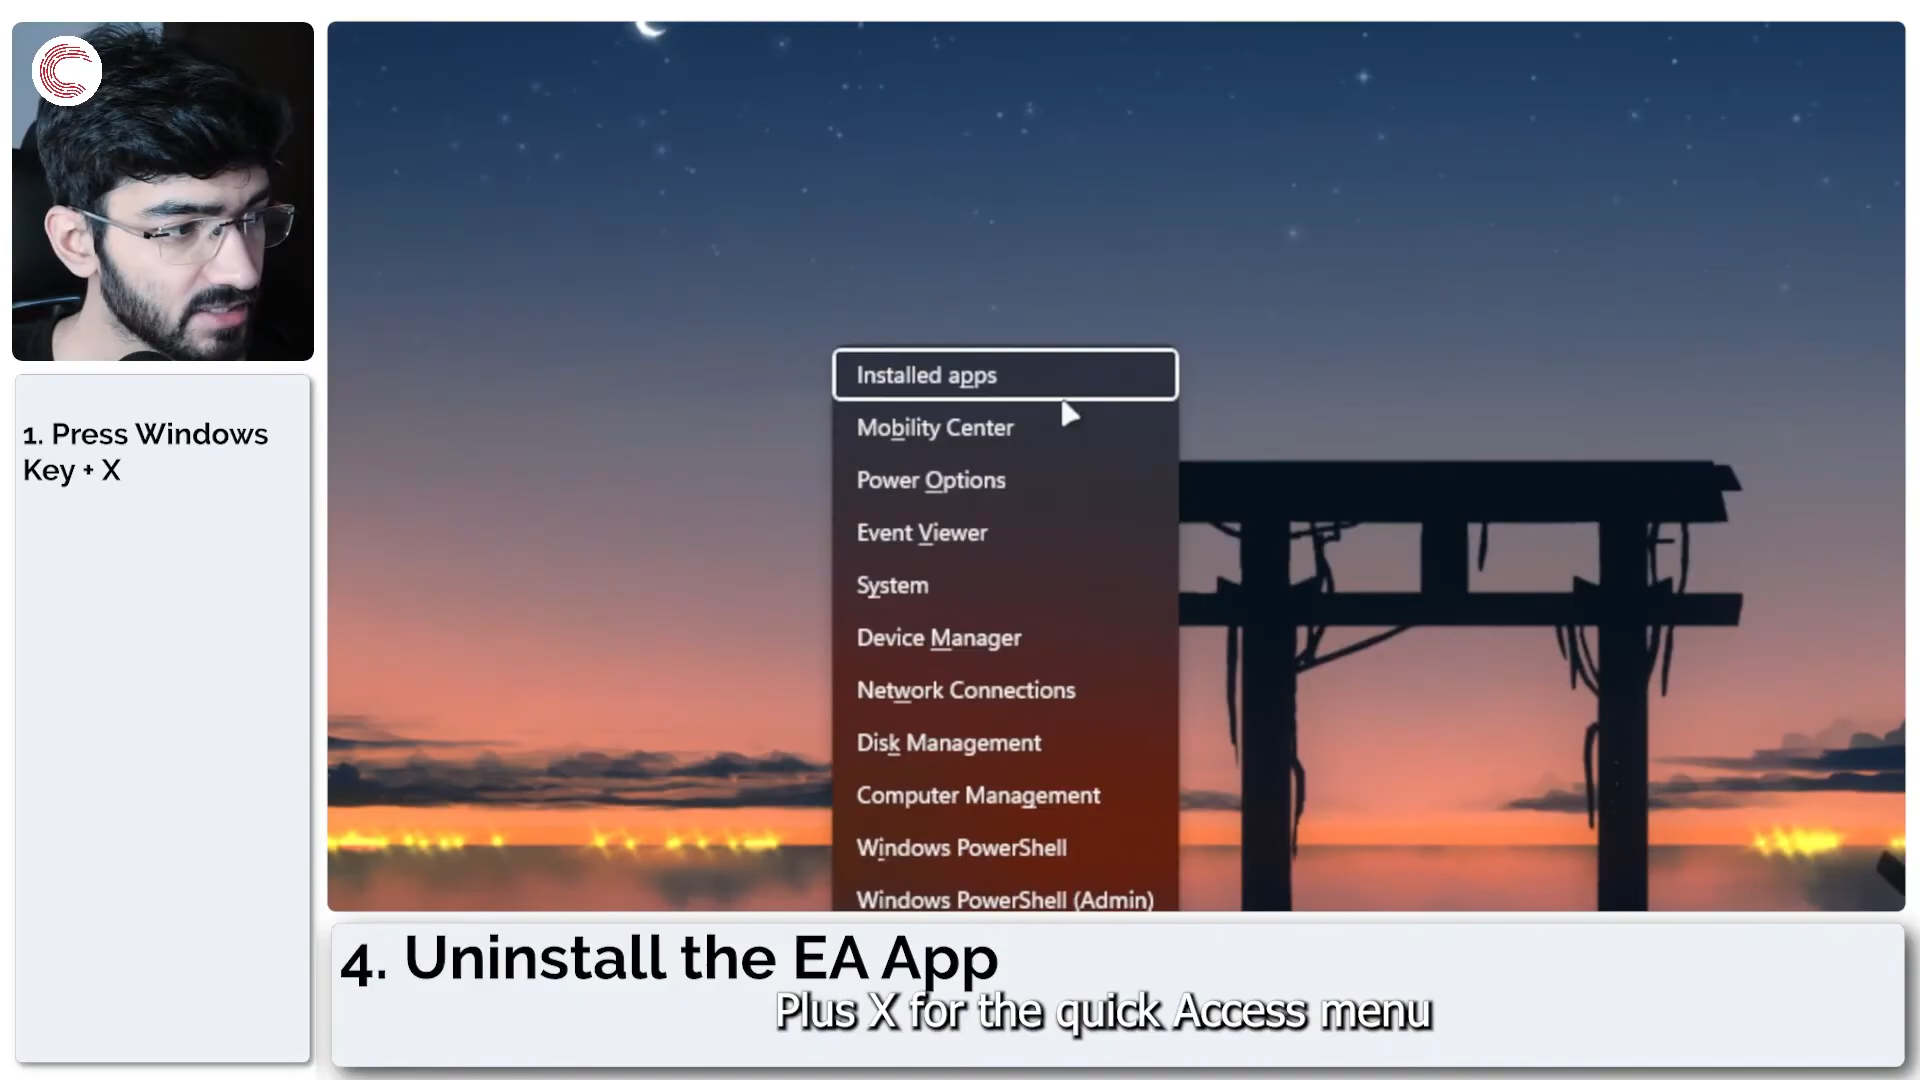 1. Press Windows
Key + X
Installed apps
Mobility Center
Power Options
Event Viewer
System
Device Manager
Network Connections
Disk Management
Computer Management
Windows PowerShell
Windows PowerShell (Admin)
4. Uninstall the EA App
Plus X for the quick Access menu